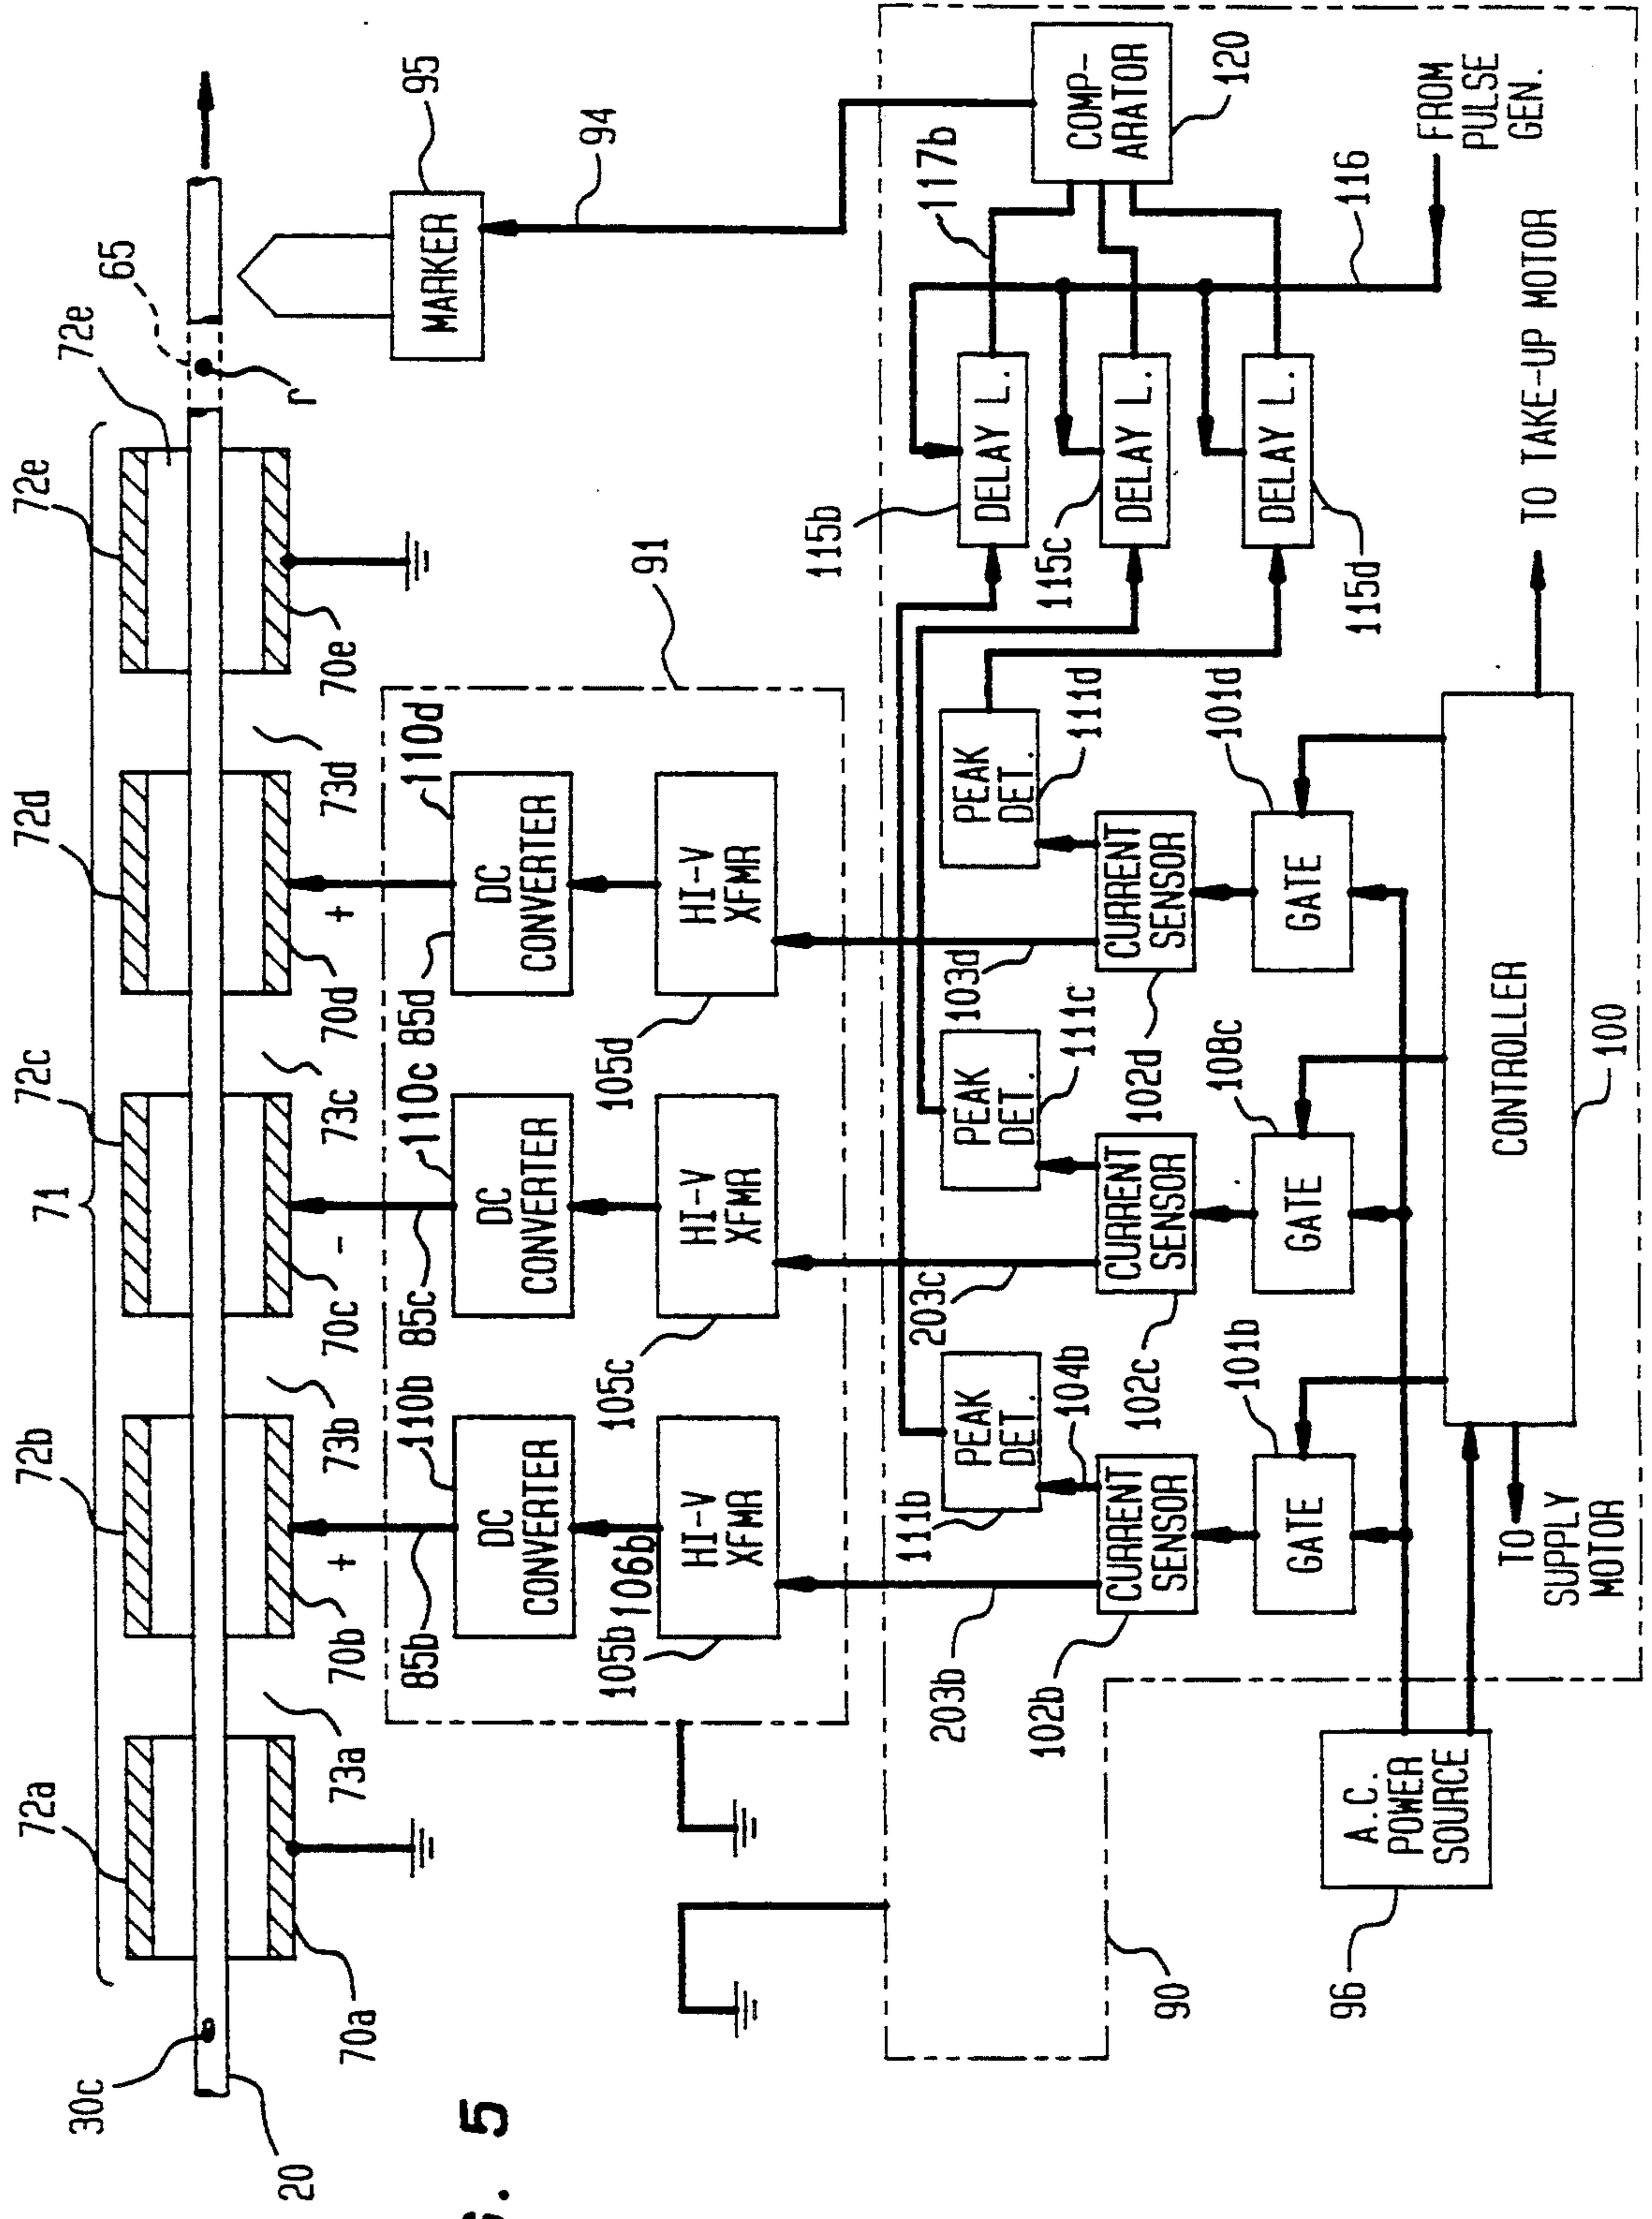 71
72a
72b
72c
72d
72e
72e
65
r
30c
20
70a
73a
70b
+
73b
70c
-
73c
70d
+
73d
70e
85b
110b
85c
110c
85d
110d
91
DC
CONVERTER
DC
CONVERTER
DC
CONVERTER
MARKER
95
94
105b
106b
105c
105d
HI-V
XFMR
HI-V
XFMR
HI-V
XFMR
203b
203c
103d
111b
PEAK
DET.
104b
PEAK
DET.
111c
PEAK
DET.
111d
115b
DELAY L.
117b
115c
DELAY L.
115d
DELAY L.
COMP-
ARATOR
120
102b
CURRENT
SENSOR
102c
CURRENT
SENSOR
102d
CURRENT
SENSOR
GATE
101b
GATE
108c
GATE
101d
116
FROM
PULSE
GEN.
90
96
A.C.
POWER
SOURCE
CONTROLLER
100
TO
SUPPLY
MOTOR
TO TAKE-UP MOTOR
. 5